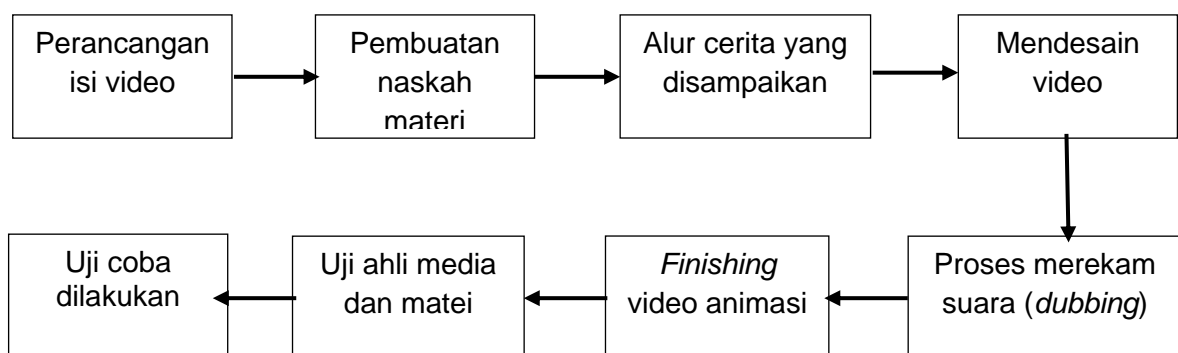 Perancangan
isi video
Pembuatan
naskah
materi
Alur cerita yang
disampaikan
Mendesain
video
Proses merekam
suara (dubbing)
Finishing
video animasi
Uji ahli media
dan matei
Uji coba
dilakukan